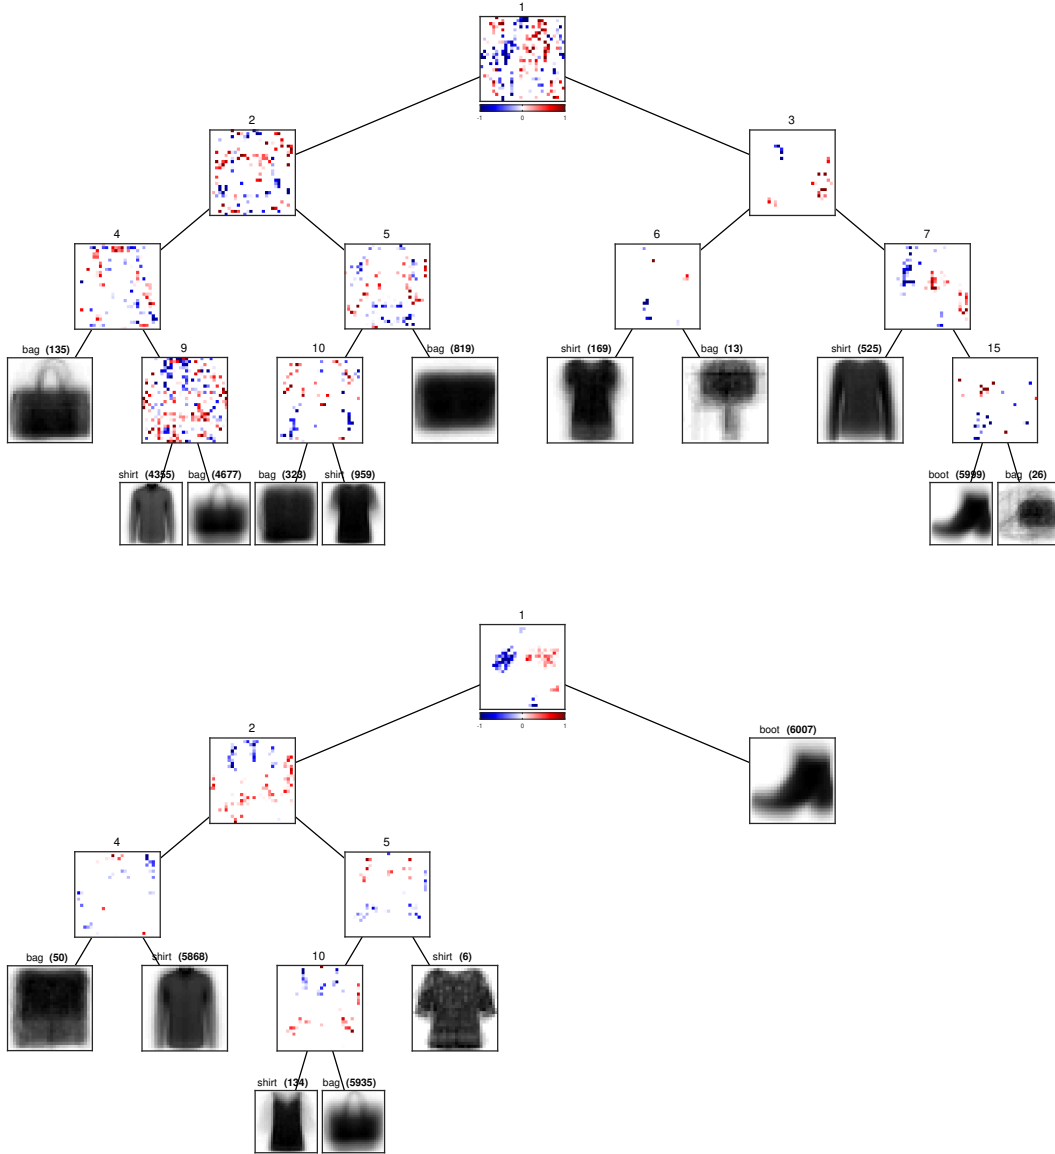 1
-1 0 1
2 3
4 5 6 7
bag (135) 9 10 bag (819) shirt (169) bag (13) shirt (525) 15
shirt (4355) bag (4677) bag (323) shirt (959) boot (5999) bag (26)
1
-1 0 1
2 boot (6007)
4 5
bag (50) shirt (5868) 10 shirt (6)
shirt (134) bag (5935)